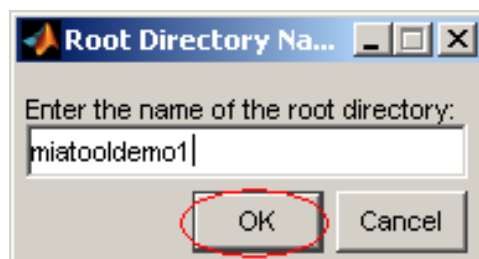 Root Directory Na...
Enter the name of the root directory:
miatooldemo1
OK Cancel